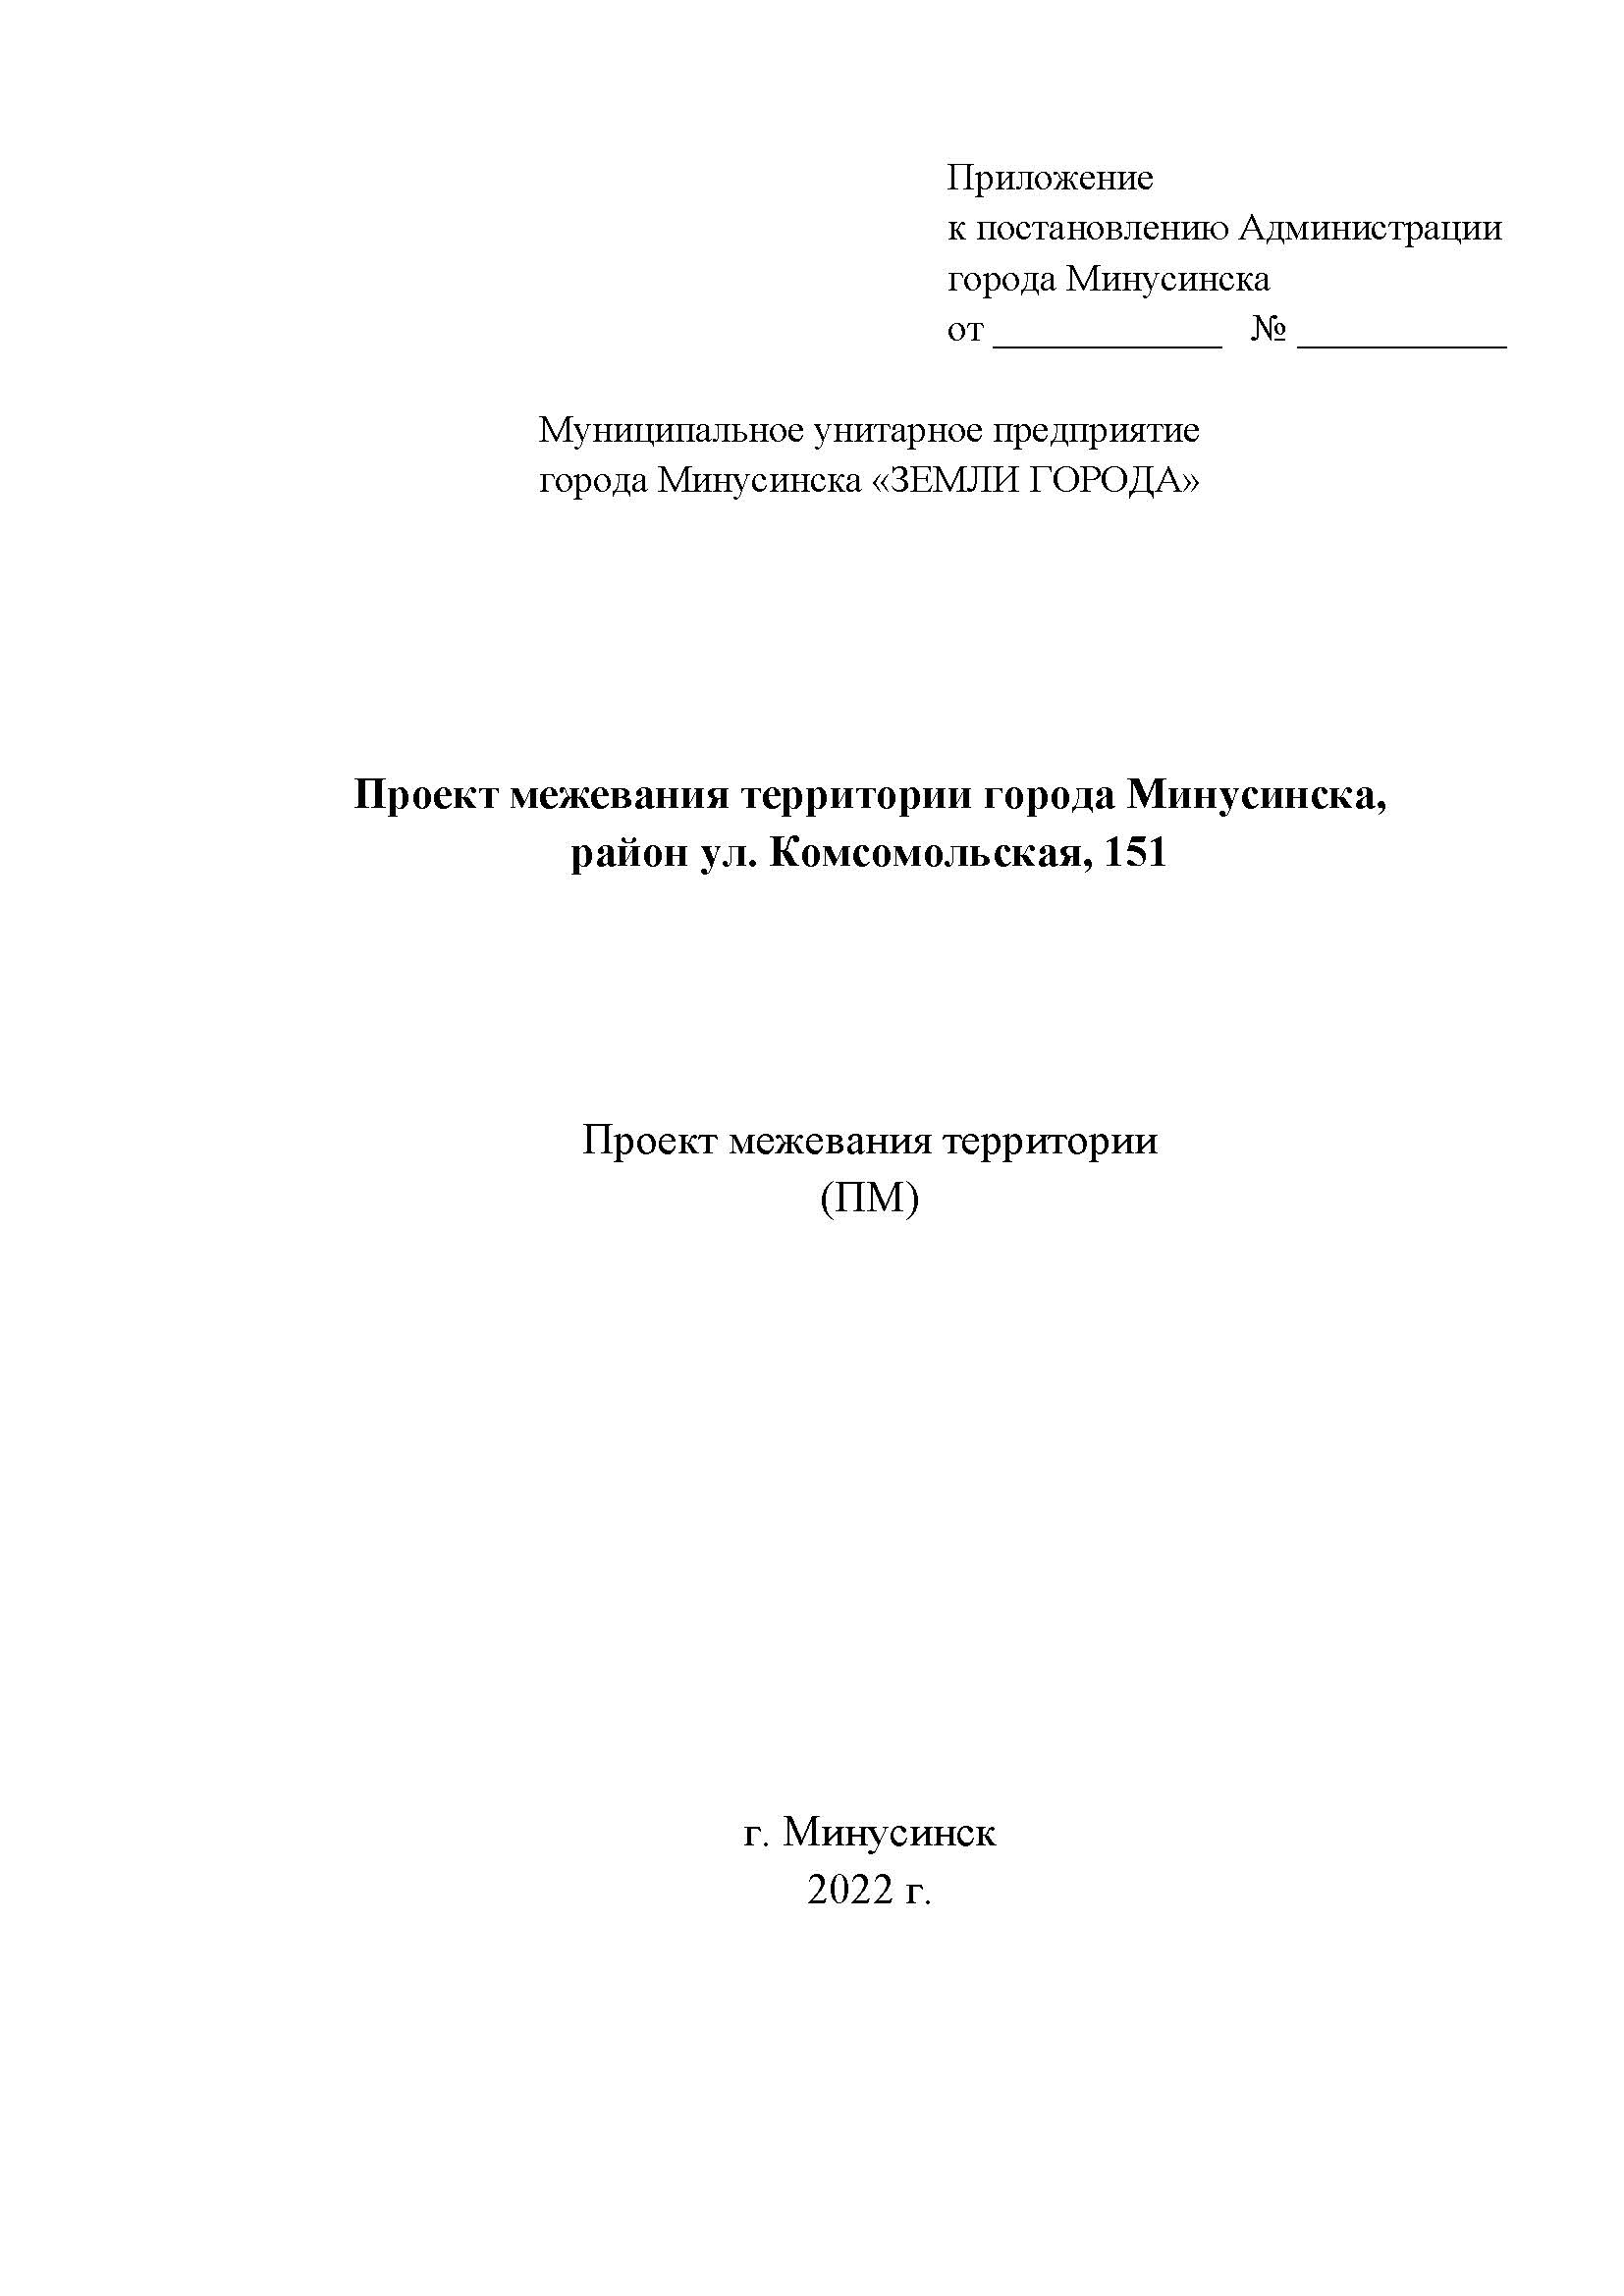 Приложение
к постановлению Администрации
города Минусинска
от ____________ № ___________
Муниципальное унитарное предприятие
города Минусинска «ЗЕМЛИ ГОРОДА»
Проект межевания территории города Минусинска,
район ул. Комсомольская, 151
Проект межевания территории
(ПМ)
г. Минусинск
2022 г.